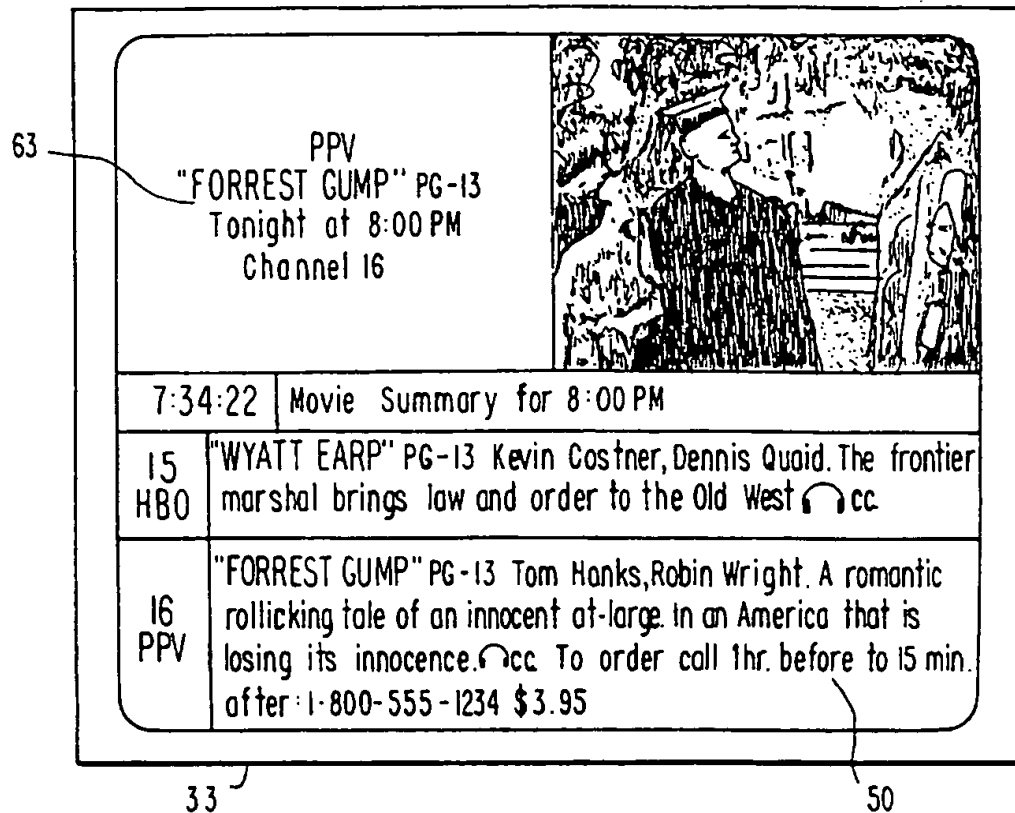 63
PPV
"FORREST GUMP" PG-13
Tonight at 8:00 PM
Channel 16
7:34:22
Movie Summary for 8:00 PM
15
HBO
"WYATT EARP" PG-13 Kevin Costner, Dennis Quaid. The frontier
marshal brings law and order to the Old West cc
16
PPV
"FORREST GUMP" PG-13 Tom Hanks, Robin Wright. A romantic
rollicking tale of an innocent at-large. In an America that is
losing its innocence. cc To order call 1hr. before to 15 min.
after: 1-800-555-1234 $3.95
33
50